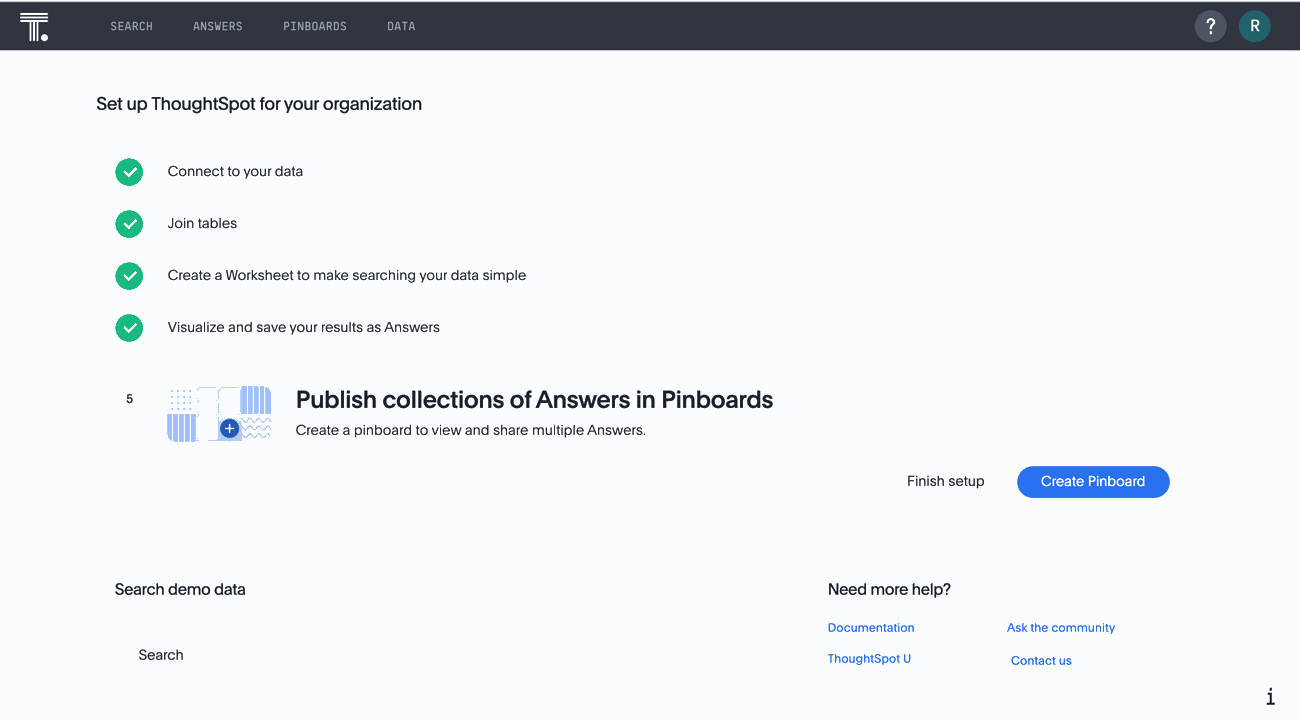 T.
SEARCH ANSWERS PINBOARDS DATA ? R
Set up ThoughtSpot for your organization
Connect to your data
Join tables
Create a Worksheet to make searching your data simple
Visualize and save your results as Answers
5
Publish collections of Answers in Pinboards
Create a pinboard to view and share multiple Answers.
Finish setup Create Pinboard
Search demo data
Search
Need more help?
Documentation Ask the community
ThoughtSpot U Contact us
i